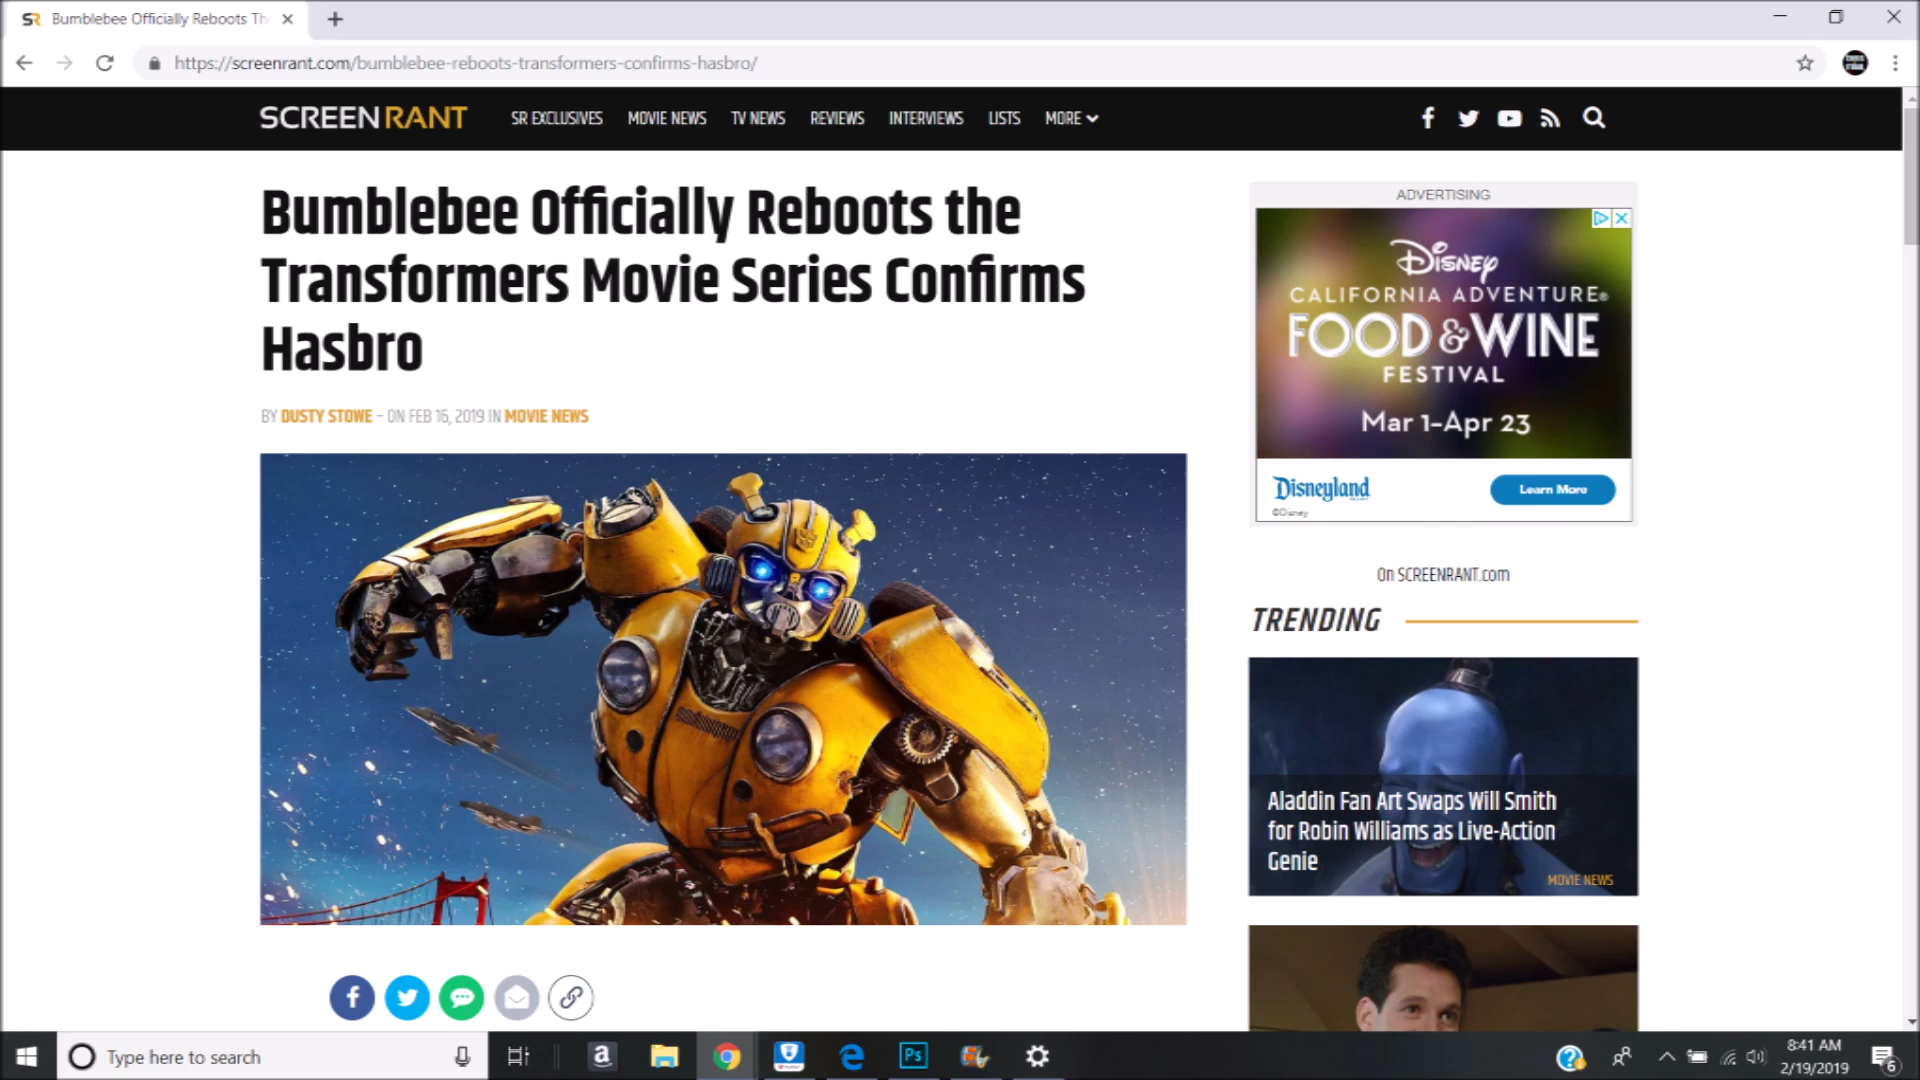 SR Bumblebee Officially Reboots Th
https://screenrant.com/bumblebee-reboots-transformers-confirms-hasbro/
SCREENRANT SR EXCLUSIVES MOVIE NEWS TV NEWS REVIEWS INTERVIEWS LISTS MORE
Bumblebee Officially Reboots the
Transformers Movie Series Confirms
Hasbro
BY DUSTY STOWE - ON FEB 16, 2019 IN MOVIE NEWS
ADVERTISING
Disney
CALIFORNIA ADVENTURE®
FOOD & WINE
FESTIVAL
Mar 1-Apr 23
Disneyland
Learn More
©Disney
On SCREENRANT.com
TRENDING
Aladdin Fan Art Swaps Will Smith
for Robin Williams as Live-Action
Genie
MOVIE NEWS
Type here to search
a
Ps
8:41 AM
2/19/2019
6